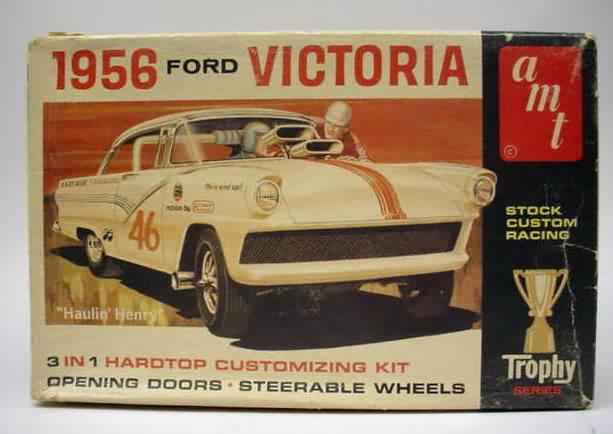 1956 FORD VICTORIA
amt
©
STOCK
CUSTOM
RACING
46
"Haulin' Henry"
3 IN 1 HARDTOP CUSTOMIZING KIT
OPENING DOORS · STEERABLE WHEELS
Trophy
SERIES